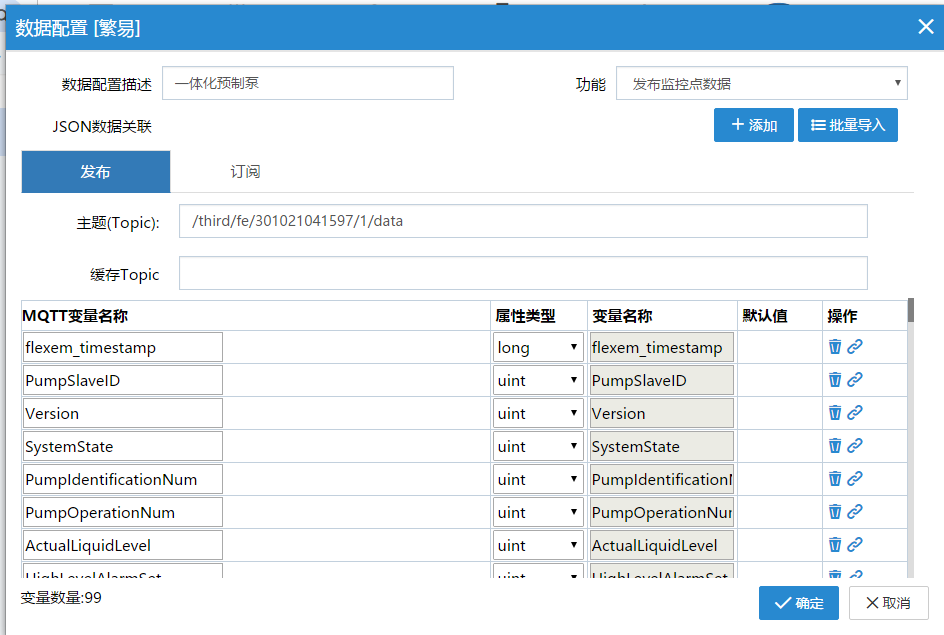 数据配置 [繁易]
数据配置描述 一体化预制泵 功能 发布监控点数据
JSON数据关联 添加 批量导入
发布 订阅
主题(Topic): /third/fe/301021041597/1/data
缓存Topic
MQTT变量名称 属性类型 变量名称 默认值 操作
flexem_timestamp long flexem_timestamp
PumpSlaveID uint PumpSlaveID
Version uint Version
SystemState uint SystemState
PumpIdentificationNum uint PumpIdentification
PumpOperationNum uint PumpOperationNu
ActualLiquidLevel uint ActualLiquidLevel
HighLevelAlarmSet uint HighLevelAlarmSet
变量数量:99 确定 取消